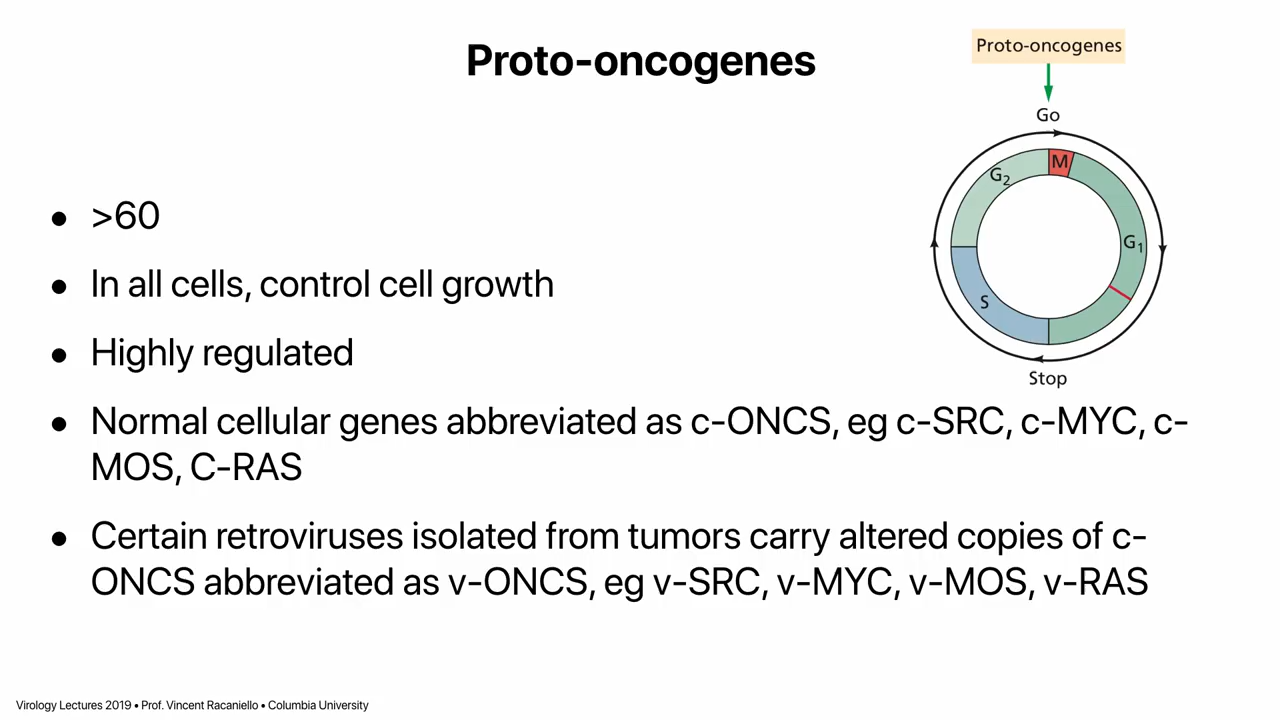 Proto-oncogenes
Proto-oncogenes
Go
M
G₂
G₁
S
Stop
• >60
• In all cells, control cell growth
• Highly regulated
• Normal cellular genes abbreviated as c-ONCS, eg c-SRC, c-MYC, c-
MOS, C-RAS
• Certain retroviruses isolated from tumors carry altered copies of c-
ONCS abbreviated as v-ONCS, eg v-SRC, v-MYC, v-MOS, v-RAS
Virology Lectures 2019 • Prof. Vincent Racaniello • Columbia University